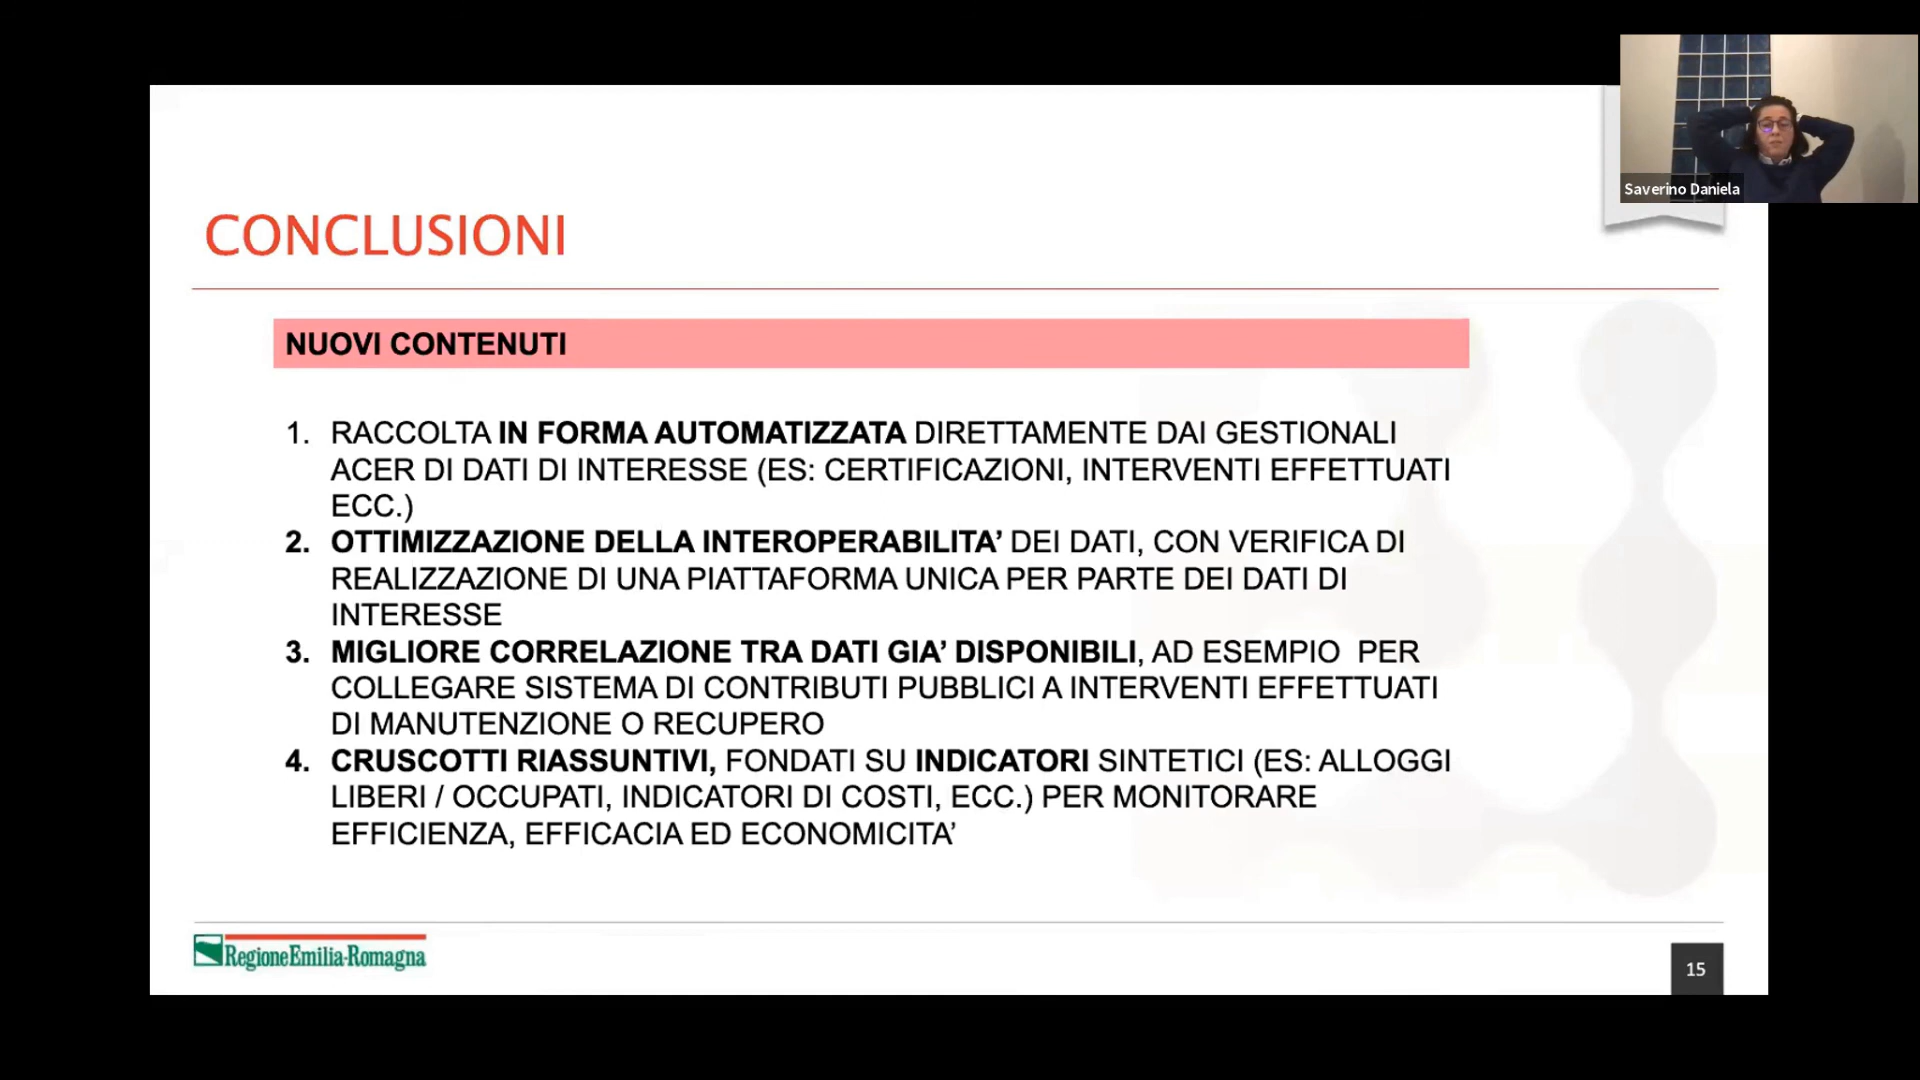 Saverino Daniela
CONCLUSIONI
NUOVI CONTENUTI
1. RACCOLTA IN FORMA AUTOMATIZZATA DIRETTAMENTE DAI GESTIONALI
ACER DI DATI DI INTERESSE (ES: CERTIFICAZIONI, INTERVENTI EFFETTUATI
ECC.)
2. OTTIMIZZAZIONE DELLA INTEROPERABILITA’ DEI DATI, CON VERIFICA DI
REALIZZAZIONE DI UNA PIATTAFORMA UNICA PER PARTE DEI DATI DI
INTERESSE
3. MIGLIORE CORRELAZIONE TRA DATI GIA’ DISPONIBILI, AD ESEMPIO PER
COLLEGARE SISTEMA DI CONTRIBUTI PUBBLICI A INTERVENTI EFFETTUATI
DI MANUTENZIONE O RECUPERO
4. CRUSCOTTI RIASSUNTIVI, FONDATI SU INDICATORI SINTETICI (ES: ALLOGGI
LIBERI / OCCUPATI, INDICATORI DI COSTI, ECC.) PER MONITORARE
EFFICIENZA, EFFICACIA ED ECONOMICITA’
RegioneEmilia-Romagna
15